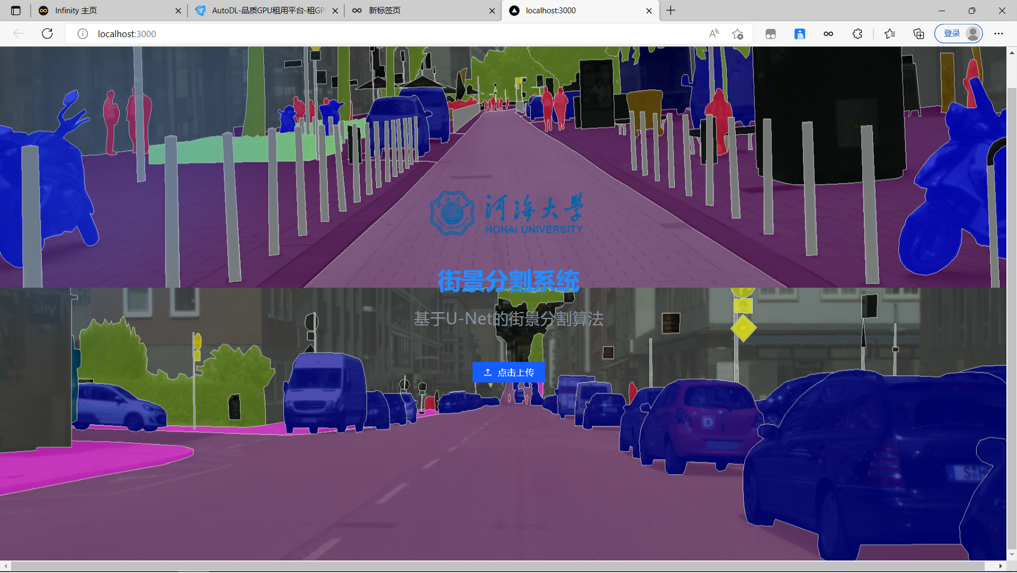 Infinity 主页
AutoDL-品质GPU租用平台-租GPU
新标签页
localhost:3000
localhost:3000
登录
河海大学
HOHAI UNIVERSITY
街景分割系统
基于U-Net的街景分割算法
点击上传